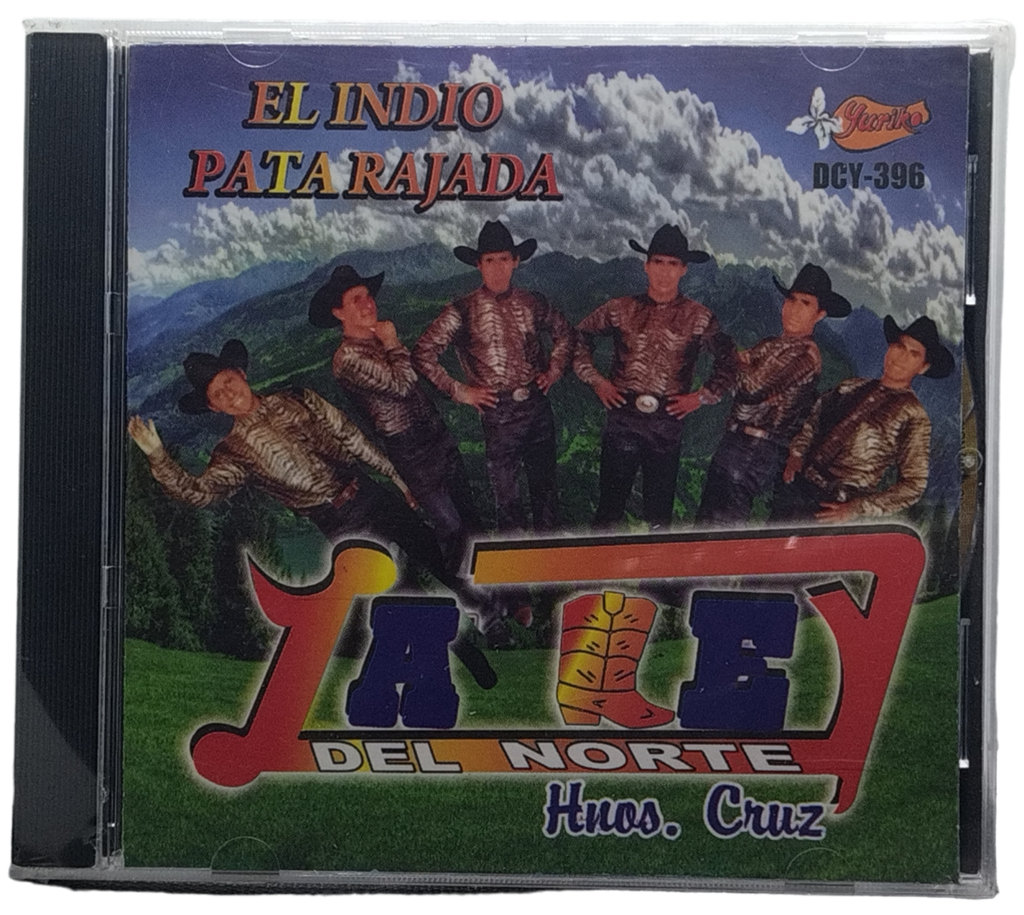 EL INDIO
PATA RAJADA
Yuriko
DCY-396
LA LEY
DEL NORTE
Hnos. Cruz